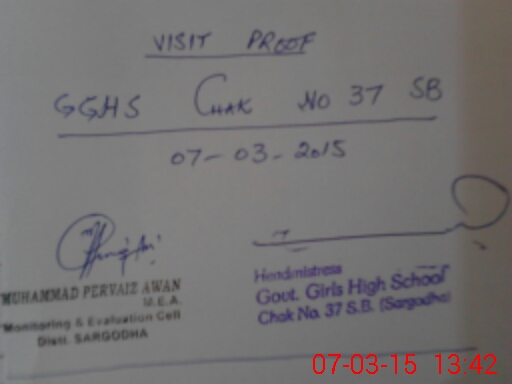 VISIT PROOF
GGHS CHAK NO 37 SB
07-03-2015
MUHAMMAD PERVAIZ AWAN
M.E.A.
Monitoring & Evaluation Cell
Distt. SARGODHA
Headmistress
Govt. Girls High School
Chak No. 37 S.B. (Sargodha)
07-03-15 13:42